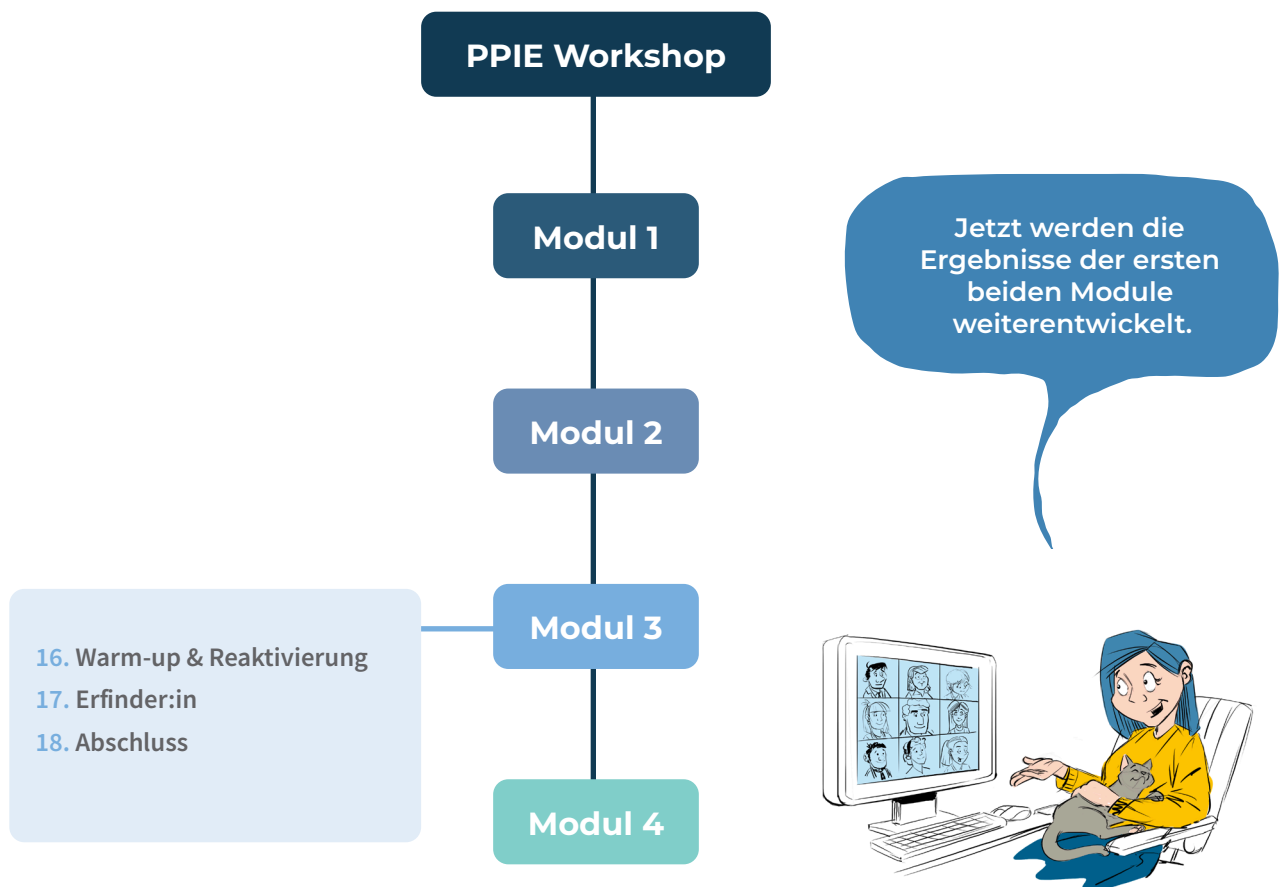 PPIE Workshop
Modul 1
Jetzt werden die
Ergebnisse der ersten
beiden Module
weiterentwickelt.
Modul 2
Modul 3
16. Warm-up & Reaktivierung
17. Erfinder:in
18. Abschluss
Modul 4